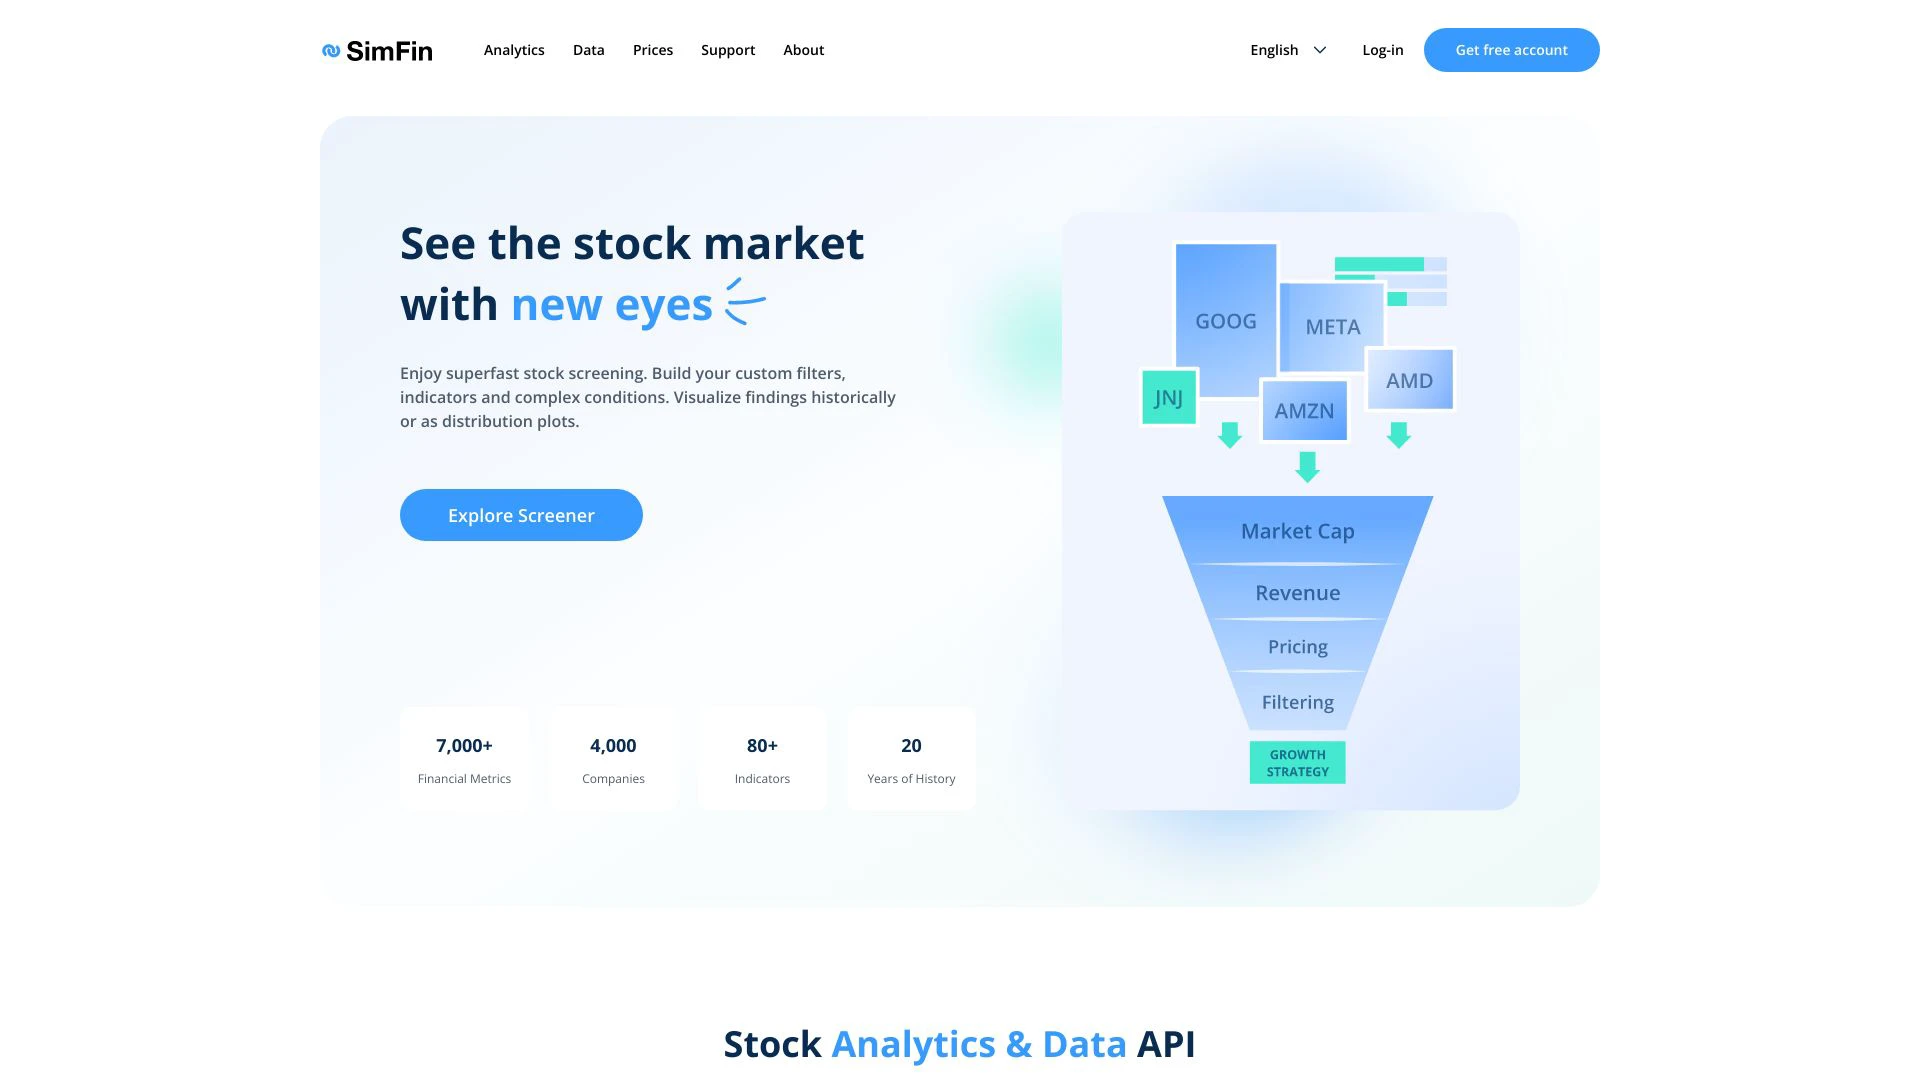 SimFin
Analytics
Data
Prices
Support
About
English
Log-in
Get free account
See the stock market
with new eyes
Enjoy superfast stock screening. Build your custom filters,
indicators and complex conditions. Visualize findings historically
or as distribution plots.
Explore Screener
7,000+
Financial Metrics
4,000
Companies
80+
Indicators
20
Years of History
GOOG
META
AMD
JNJ
AMZN
Market Cap
Revenue
Pricing
Filtering
GROWTH
STRATEGY
Stock Analytics & Data API